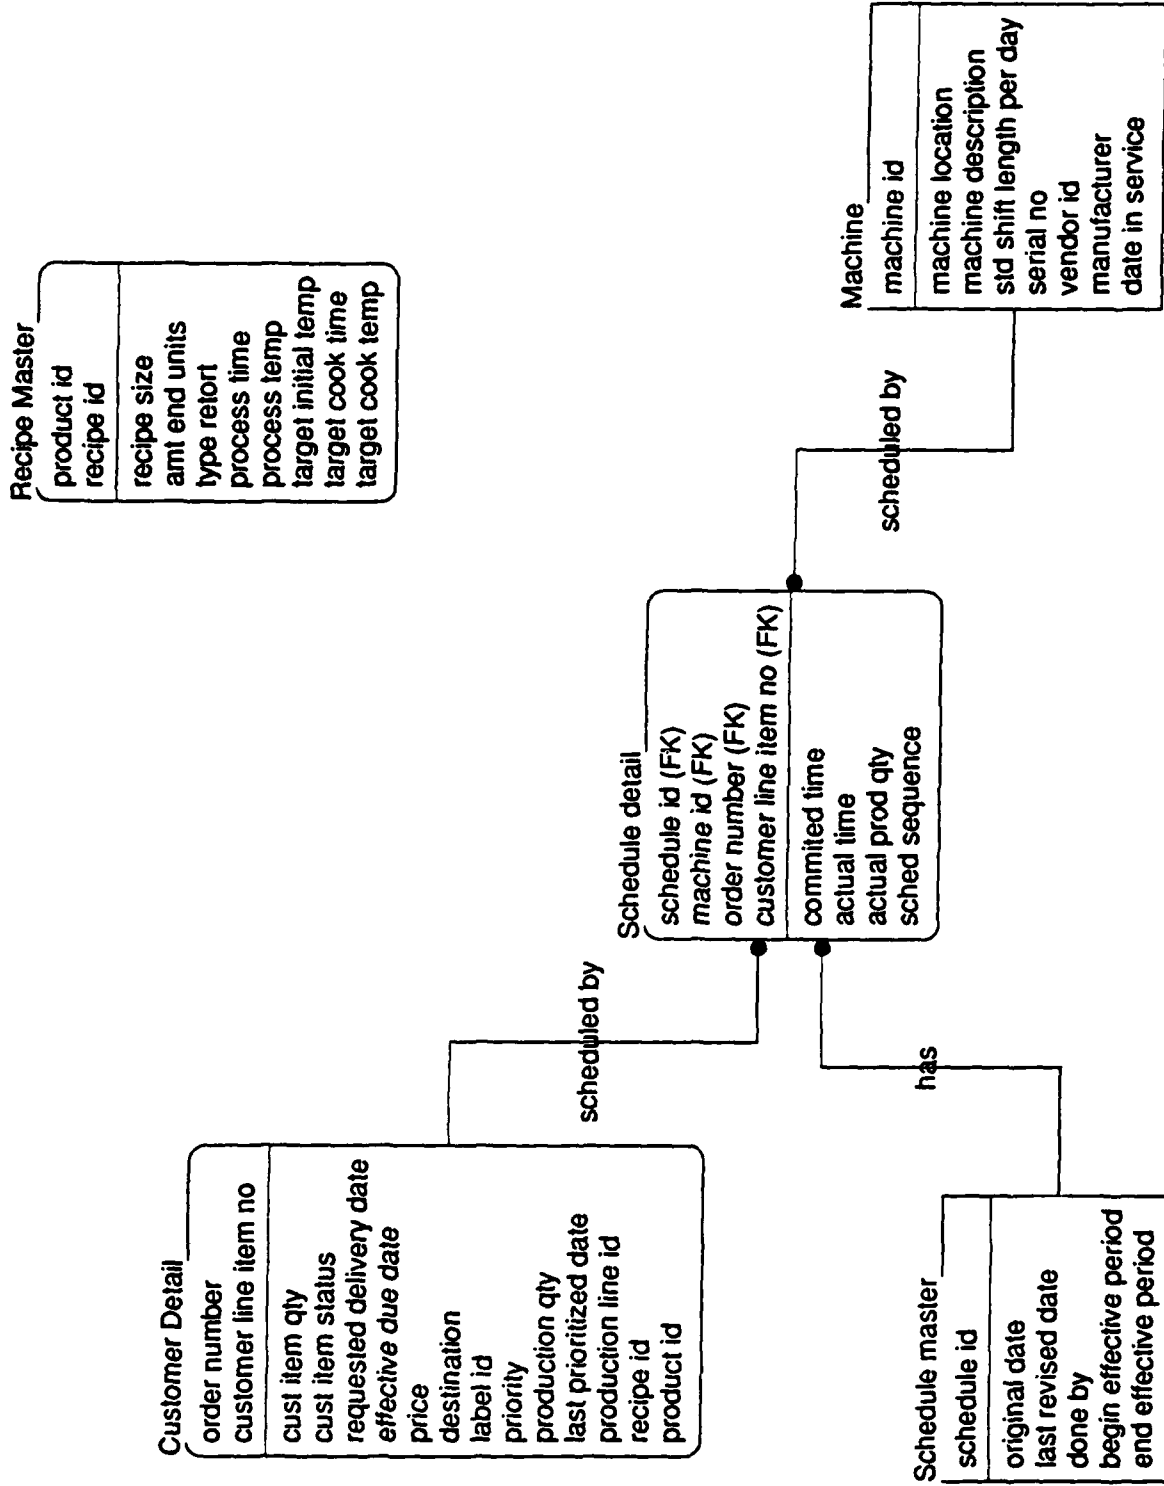 Customer Detail
order number
customer line item no
cust item qty
cust item status
requested delivery date
effective due date
price
destination
label id
priority
production qty
last prioritized date
production line id
recipe id
product id
scheduled by
Recipe Master
product id
recipe id
recipe size
amt end units
type retort
process time
process temp
target initial temp
target cook time
target cook temp
Schedule detail
schedule id (FK)
machine id (FK)
order number (FK)
customer line item no (FK)
commited time
actual time
actual prod qty
sched sequence
Schedule master
schedule id
original date
last revised date
done by
begin effective period
end effective period
has
scheduled by
Machine
machine id
machine location
machine description
std shift length per day
serial no
vendor id
manufacturer
date in service